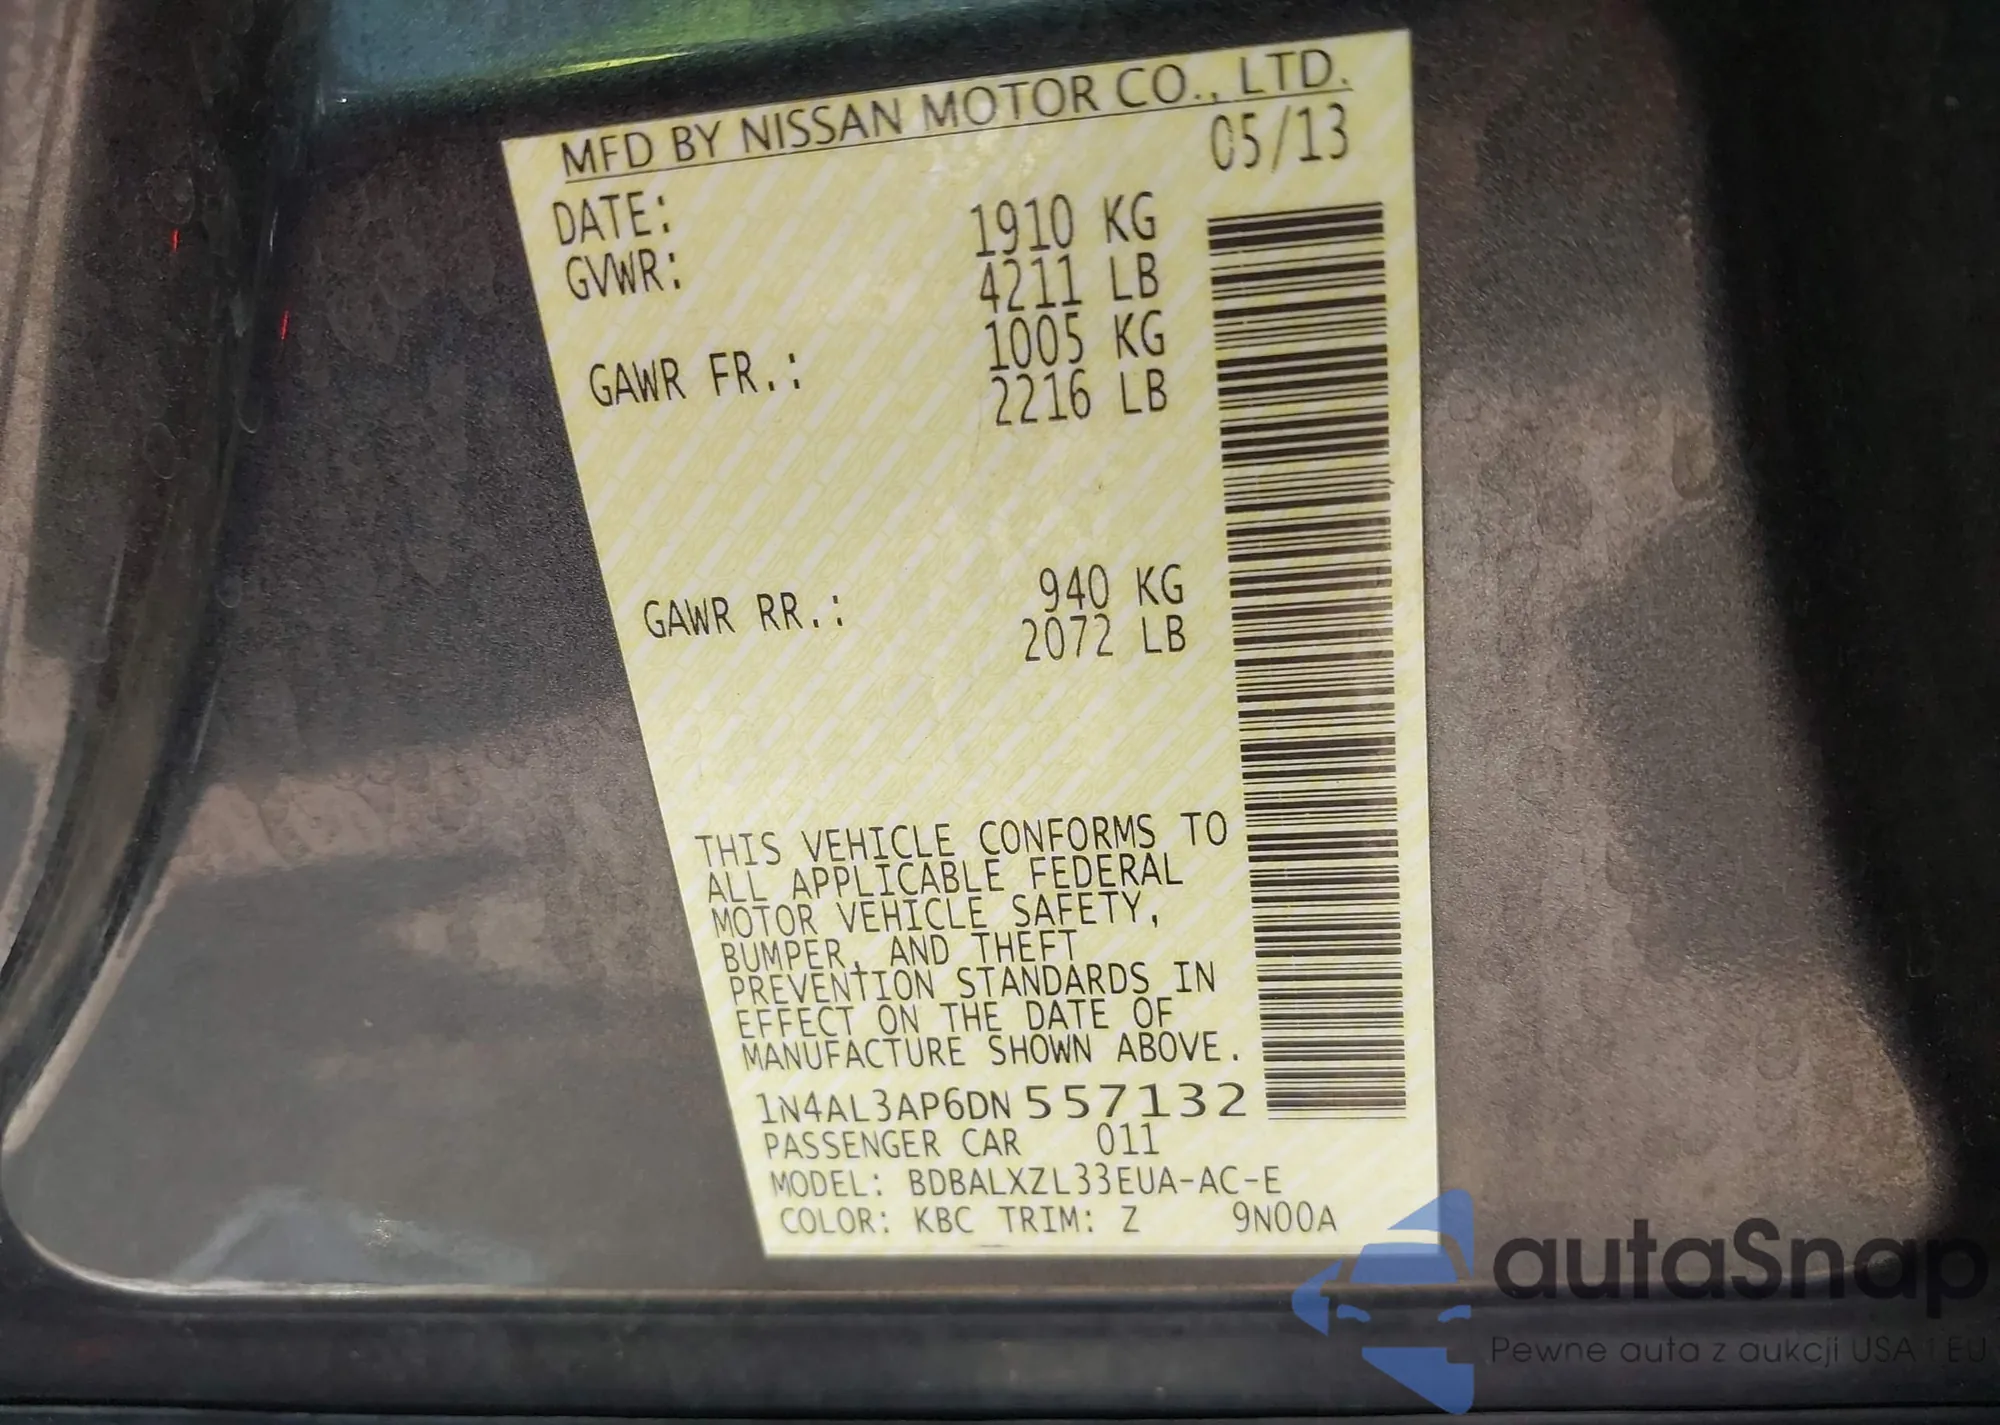 MFD BY NISSAN MOTOR CO., LTD.
DATE: 05/13
GVWR: 1910 KG
4211 LB
GAWR FR.: 1005 KG
2216 LB
GAWR RR.: 940 KG
2072 LB
THIS VEHICLE CONFORMS TO
ALL APPLICABLE FEDERAL
MOTOR VEHICLE SAFETY,
BUMPER, AND THEFT
PREVENTION STANDARDS IN
EFFECT ON THE DATE OF
MANUFACTURE SHOWN ABOVE.
1N4AL3AP6DN557132
PASSENGER CAR 011
MODEL: BDBALXZL33EUA-AC-E
COLOR: KBC TRIM: Z 9N00A
autaSnap
Pewne auta z aukcji USA i EU